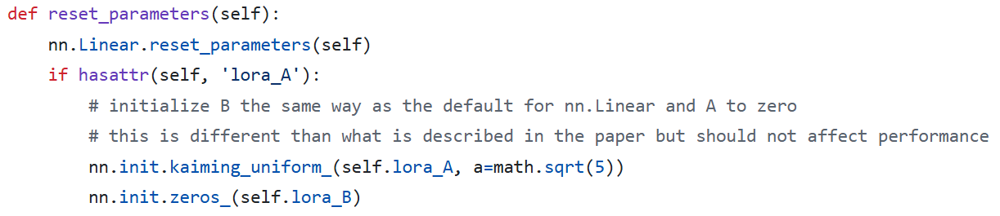 def reset_parameters(self):
    nn.Linear.reset_parameters(self)
    if hasattr(self, 'lora_A'):
        # initialize B the same way as the default for nn.Linear and A to zero
        # this is different than what is described in the paper but should not affect performance
        nn.init.kaiming_uniform_(self.lora_A, a=math.sqrt(5))
        nn.init.zeros_(self.lora_B)